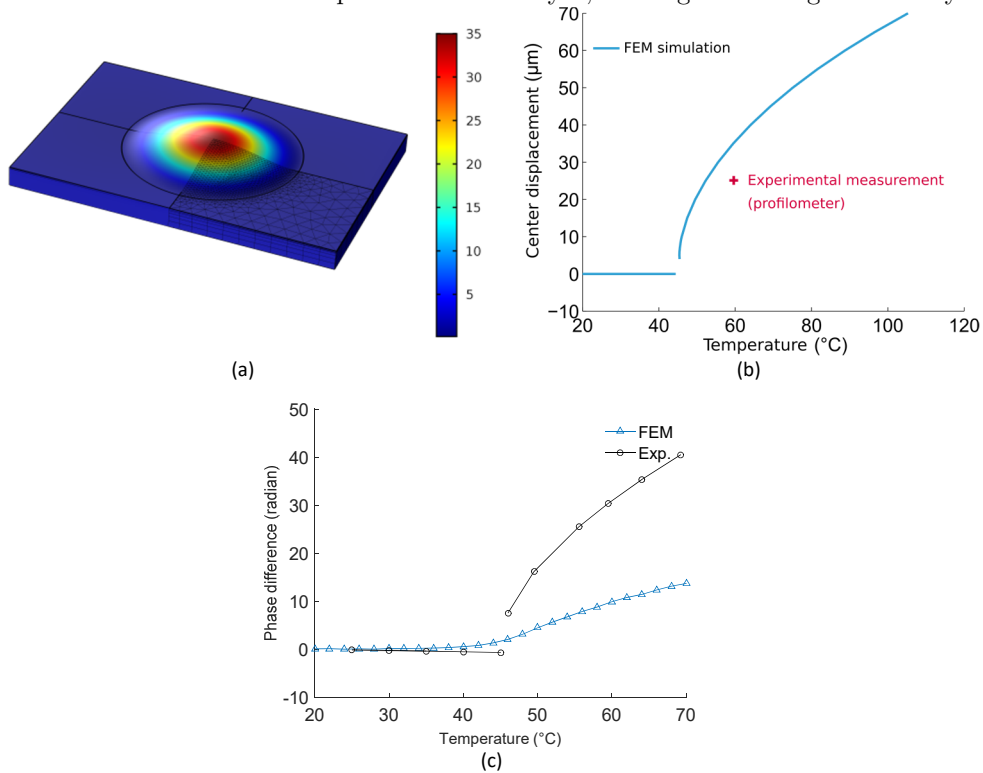 35
30
25
20
15
10
5
(a)
70
60
50
40
30
20
10
0
−10
20 40 60 80 100 120
Center displacement (μm)
Temperature (°C)
FEM simulation
Experimental measurement
(profilometer)
(b)
50
40
30
20
10
0
-10
20 30 40 50 60 70
Phase difference (radian)
Temperature (°C)
FEM
Exp.
(c)